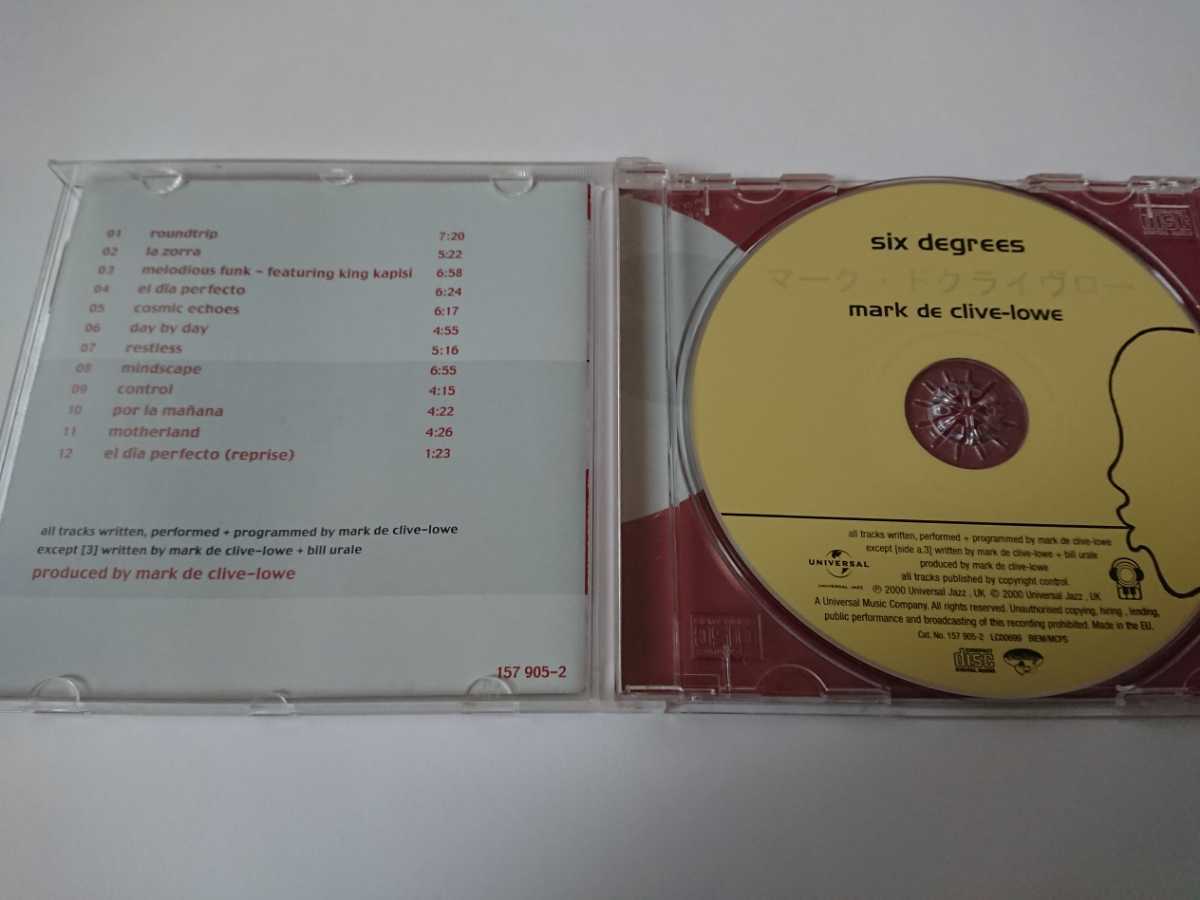 01 roundtrip 7:20
02 la zorra 5:22
03 melodious funk - featuring king kapisi 6:58
04 el día perfecto 6:24
05 cosmic echoes 6:17
06 day by day 4:55
07 restless 5:16
08 mindscape 6:55
09 control 4:15
10 por la mañana 4:22
11 motherland 4:26
12 el día perfecto (reprise) 1:23
all tracks written, performed + programmed by mark de clive-lowe
except [3] written by mark de clive-lowe + bill urale
produced by mark de clive-lowe
157 905-2
six degrees
マーク・ドクライヴロー
mark de clive-lowe
all tracks written, performed + programmed by mark de clive-lowe
except [side a.3] written by mark de clive-lowe + bill urale
produced by mark de clive-lowe
all tracks published by copyright control.
℗ 2000 Universal Jazz , UK © 2000 Universal Jazz , UK
A Universal Music Company. All rights reserved. Unauthorised copying, hiring , lending,
public performance and broadcasting of this recording prohibited. Made in the EU.
Cat. No. 157 905-2 LC00699 BIEM/MCPS
UNIVERSAL
UNIVERSAL JAZZ
COMPACT
disc
DIGITAL AUDIO